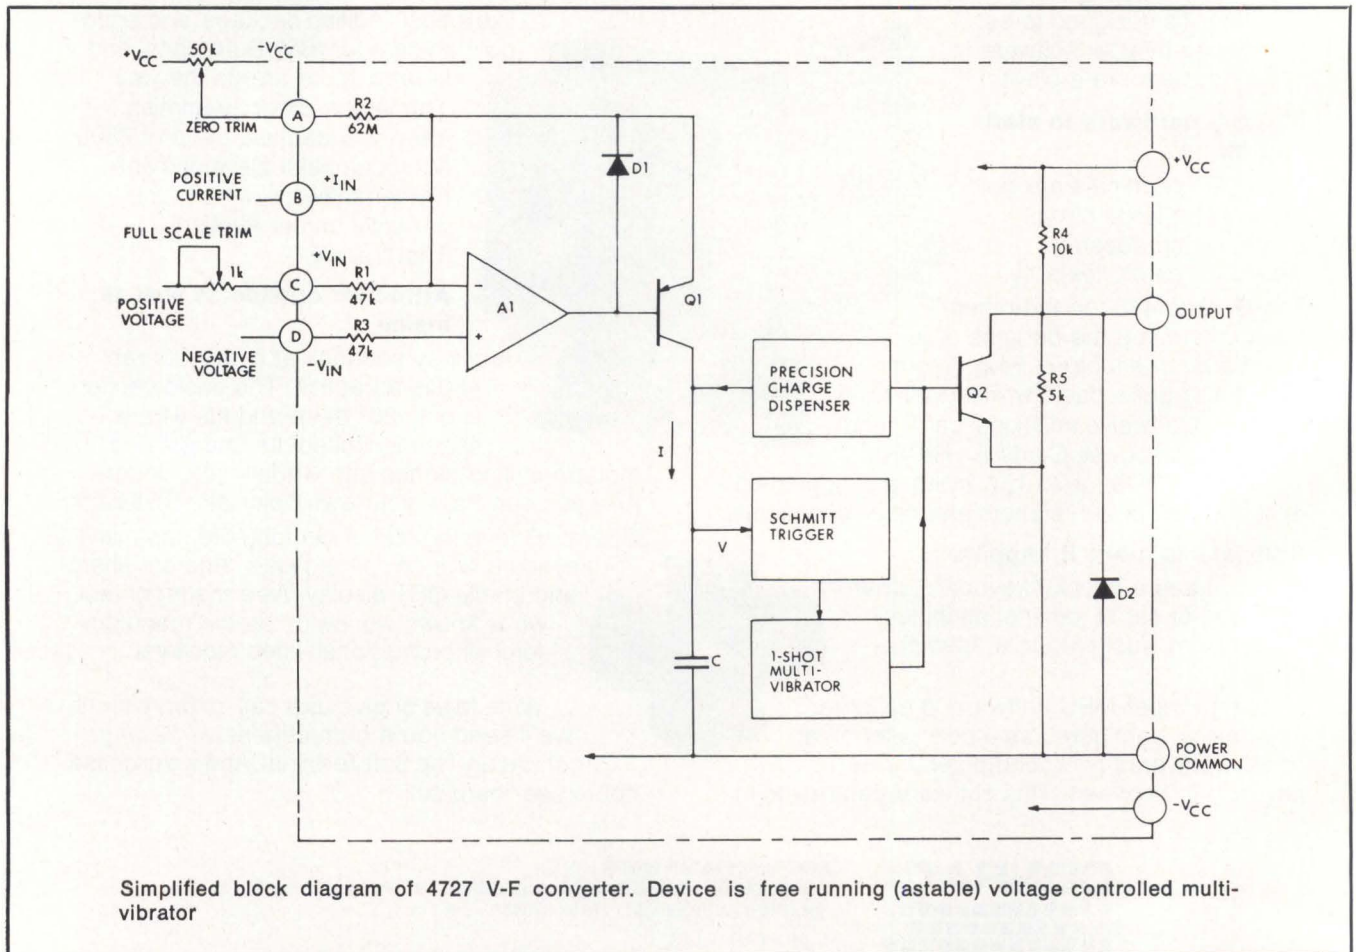 +VCC 50k -VCC
ZERO TRIM
A
R2
62M
POSITIVE
CURRENT
+IIN
B
FULL SCALE TRIM
1k
+VIN
C
R1
47k
POSITIVE
VOLTAGE
D
R3
47k
NEGATIVE
VOLTAGE
-VIN
-
+
A1
D1
Q1
I
V
C
PRECISION
CHARGE
DISPENSER
SCHMITT
TRIGGER
1-SHOT
MULTI-
VIBRATOR
Q2
R4
10k
R5
5k
D2
+VCC
OUTPUT
POWER
COMMON
-VCC
Simplified block diagram of 4727 V-F converter. Device is free running (astable) voltage controlled multi-
vibrator